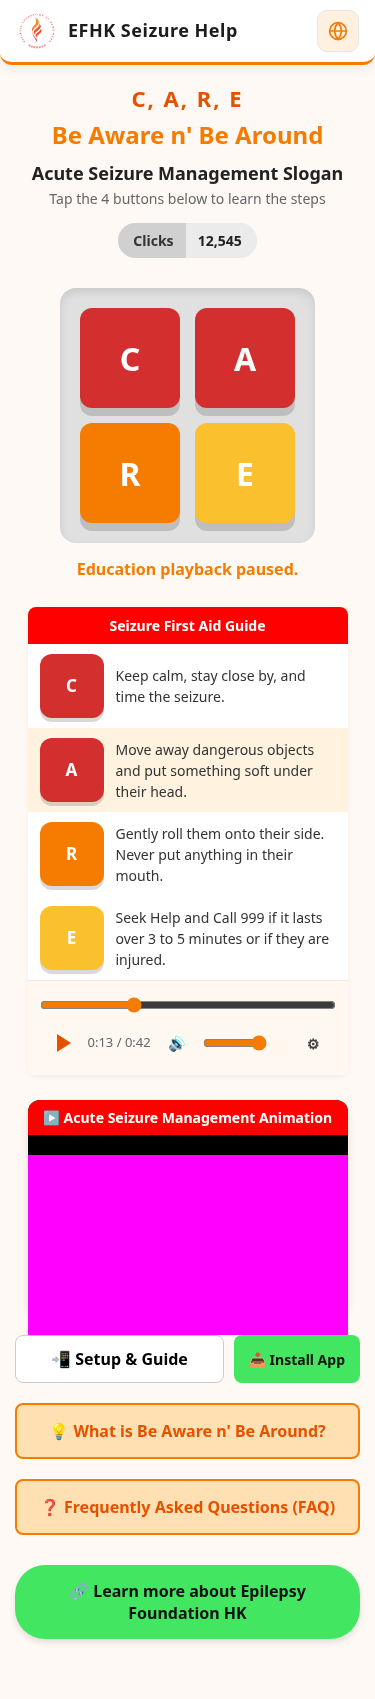 EFHK Seizure Help
C, A, R, E
Be Aware n' Be Around
Acute Seizure Management Slogan
Tap the 4 buttons below to learn the steps
Clicks 12,545
C A
R E
Education playback paused.
Seizure First Aid Guide
C
Keep calm, stay close by, and
time the seizure.
A
Move away dangerous objects
and put something soft under
their head.
R
Gently roll them onto their side.
Never put anything in their
mouth.
E
Seek Help and Call 999 if it lasts
over 3 to 5 minutes or if they are
injured.
0:13 / 0:42
Acute Seizure Management Animation
Setup & Guide
Install App
What is Be Aware n' Be Around?
Frequently Asked Questions (FAQ)
Learn more about Epilepsy
Foundation HK